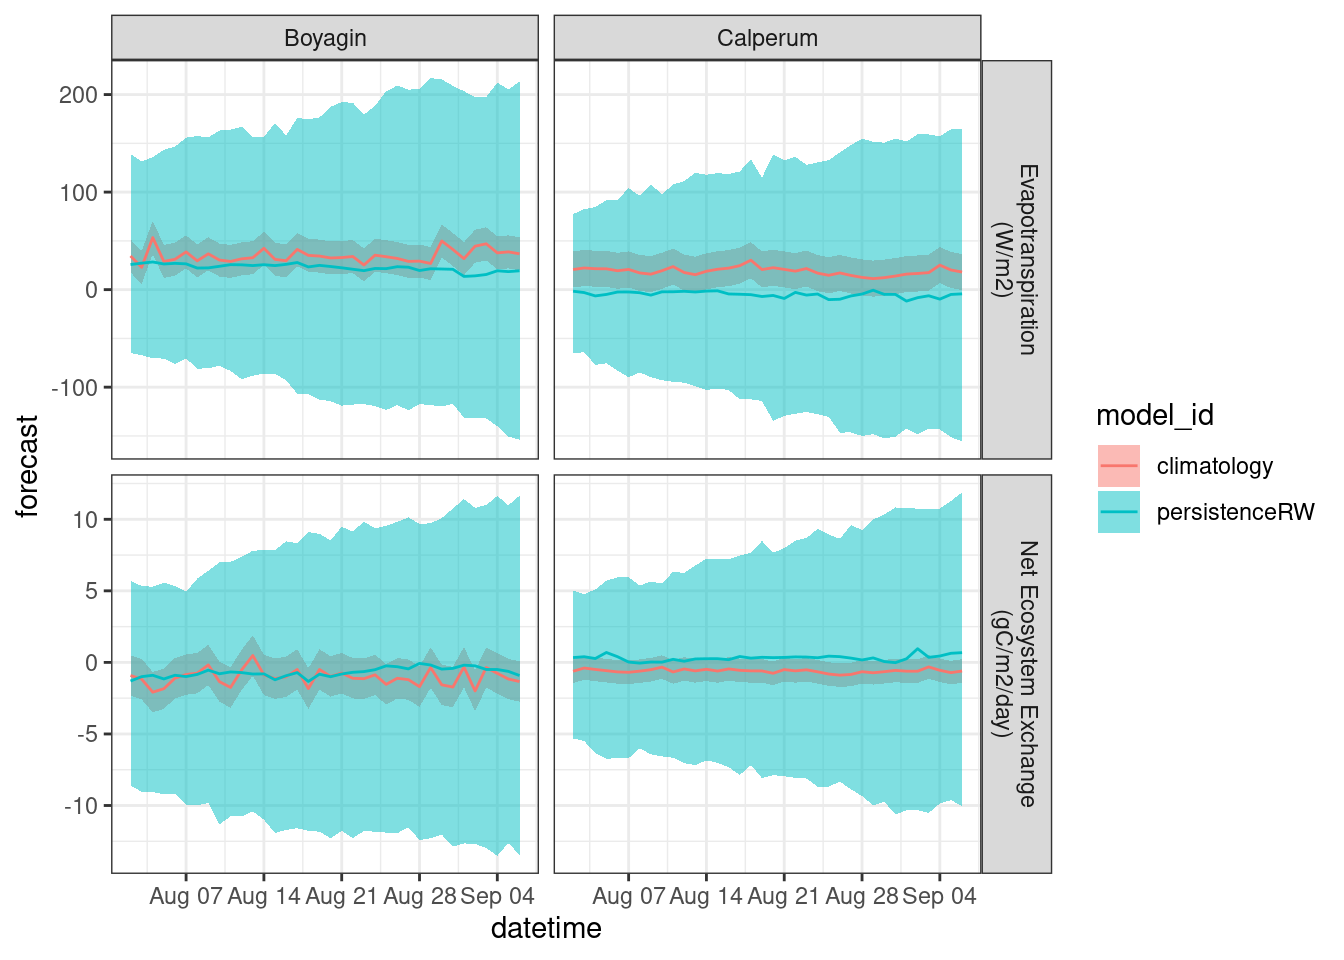 Boyagin
Calperum
200
100
0
-100
Evapotranspiration
(W/m2)
10
5
0
-5
-10
Net Ecosystem Exchange
(gC/m2/day)
Aug 07 Aug 14 Aug 21 Aug 28 Sep 04
Aug 07 Aug 14 Aug 21 Aug 28 Sep 04
datetime
forecast
model_id
climatology
persistenceRW